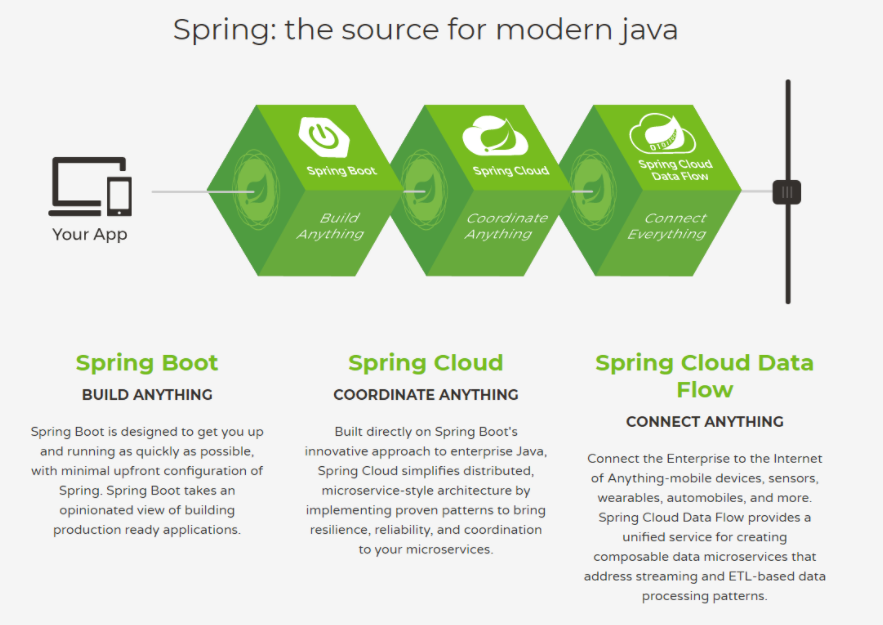 Spring: the source for modern java
Your App
Spring Boot
Build
Anything
Spring Cloud
Coordinate
Anything
Spring Cloud
Data Flow
Connect
Everything
Spring Boot
BUILD ANYTHING
Spring Boot is designed to get you up
and running as quickly as possible,
with minimal upfront configuration of
Spring. Spring Boot takes an
opinionated view of building
production ready applications.
Spring Cloud
COORDINATE ANYTHING
Built directly on Spring Boot's
innovative approach to enterprise Java,
Spring Cloud simplifies distributed,
microservice-style architecture by
implementing proven patterns to bring
resilience, reliability, and coordination
to your microservices.
Spring Cloud Data
Flow
CONNECT ANYTHING
Connect the Enterprise to the Internet
of Anything-mobile devices, sensors,
wearables, automobiles, and more.
Spring Cloud Data Flow provides a
unified service for creating
composable data microservices that
address streaming and ETL-based data
processing patterns.